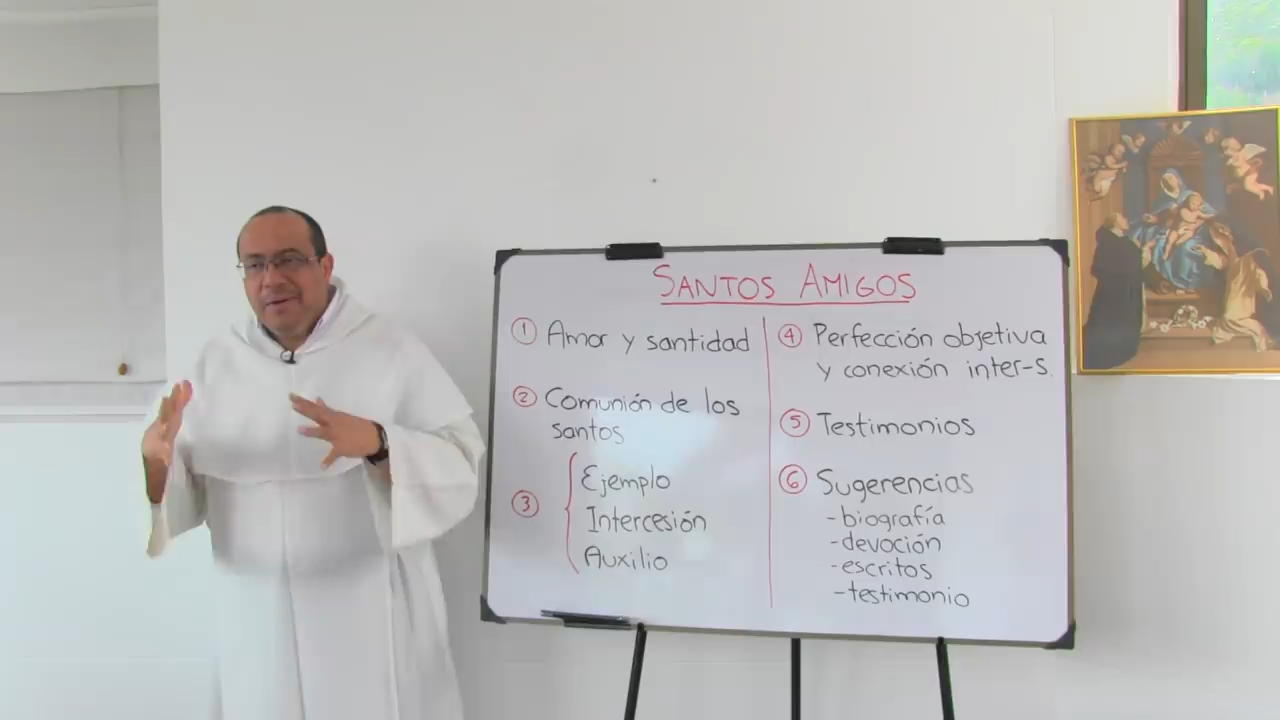 SANTOS AMIGOS
1 Amor y santidad
2 Comunión de los
santos
3
Ejemplo
Intercesión
Auxilio
4 Perfección objetiva
y conexión inter-s.
5 Testimonios
6 Sugerencias
-biografía
-devoción
-escritos
-testimonio